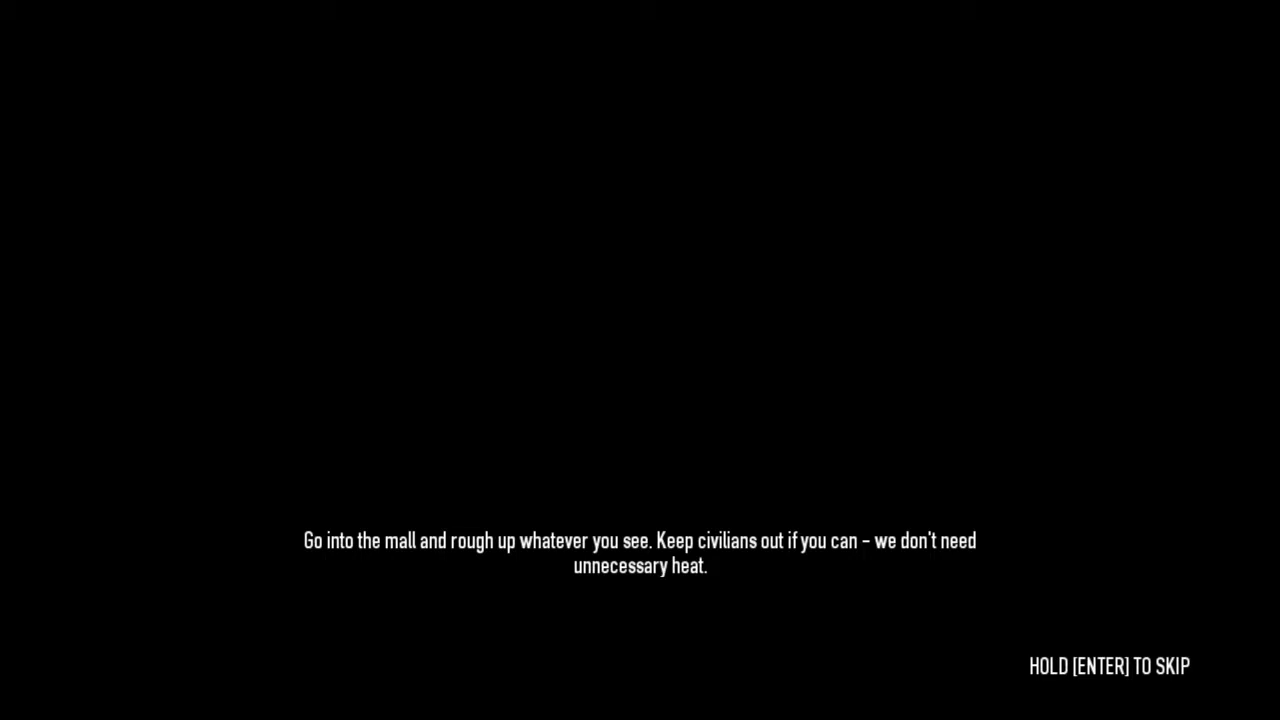 Go into the mall and rough up whatever you see. Keep civilians out if you can - we don't need
unnecessary heat.
HOLD [ENTER] TO SKIP